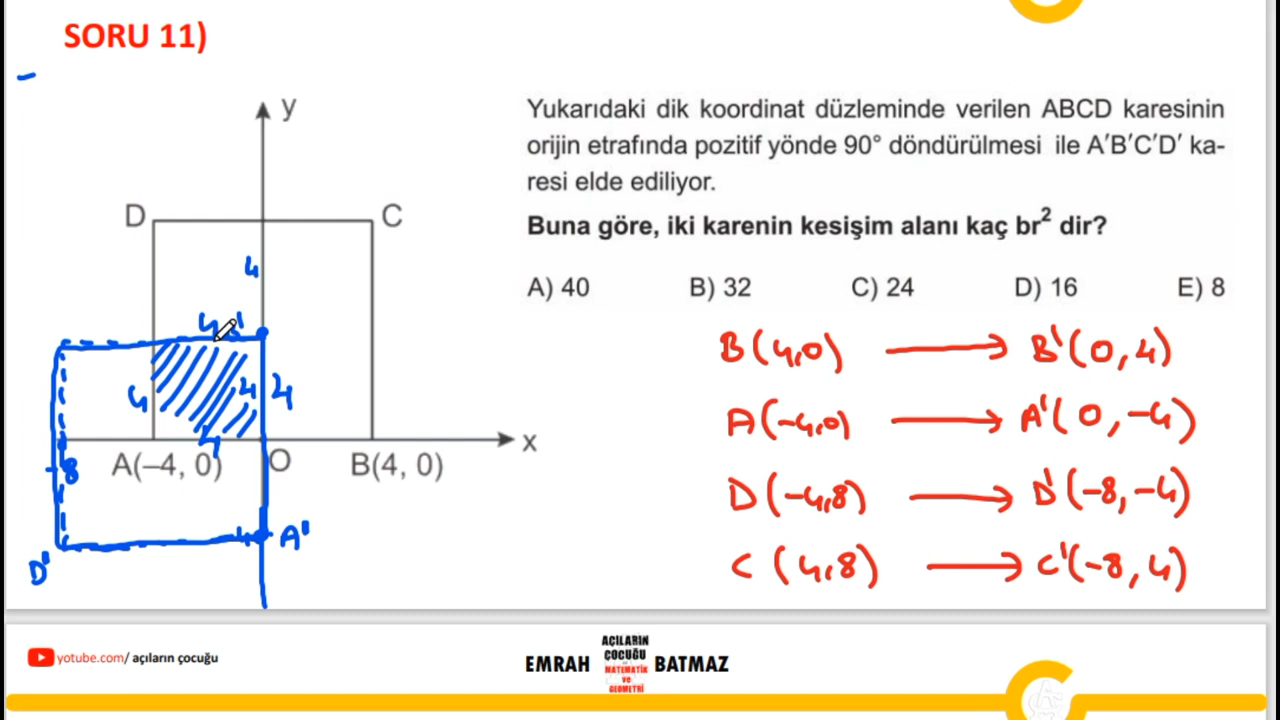 SORU 11)
y
Yukarıdaki dik koordinat düzleminde verilen ABCD karesinin
orijin etrafında pozitif yönde 90° döndürülmesi ile A′B′C′D′ ka-
resi elde ediliyor.
Buna göre, iki karenin kesişim alanı kaç br² dir?
A) 40 B) 32 C) 24 D) 16 E) 8
D C
4
4 B'
4 4 4
4
x
A(–4, 0) O B(4, 0)
8
4 A'
D'
B(4,0) → B'(0,4)
A(-4,0) → A'(0,-4)
D(-4,8) → D'(-8,-4)
C(4,8) → C'(-8,4)
yotube.com/ açıların çocuğu
EMRAH AÇILARIN ÇOCUĞU MATEMATİK ve GEOMETRİ BATMAZ